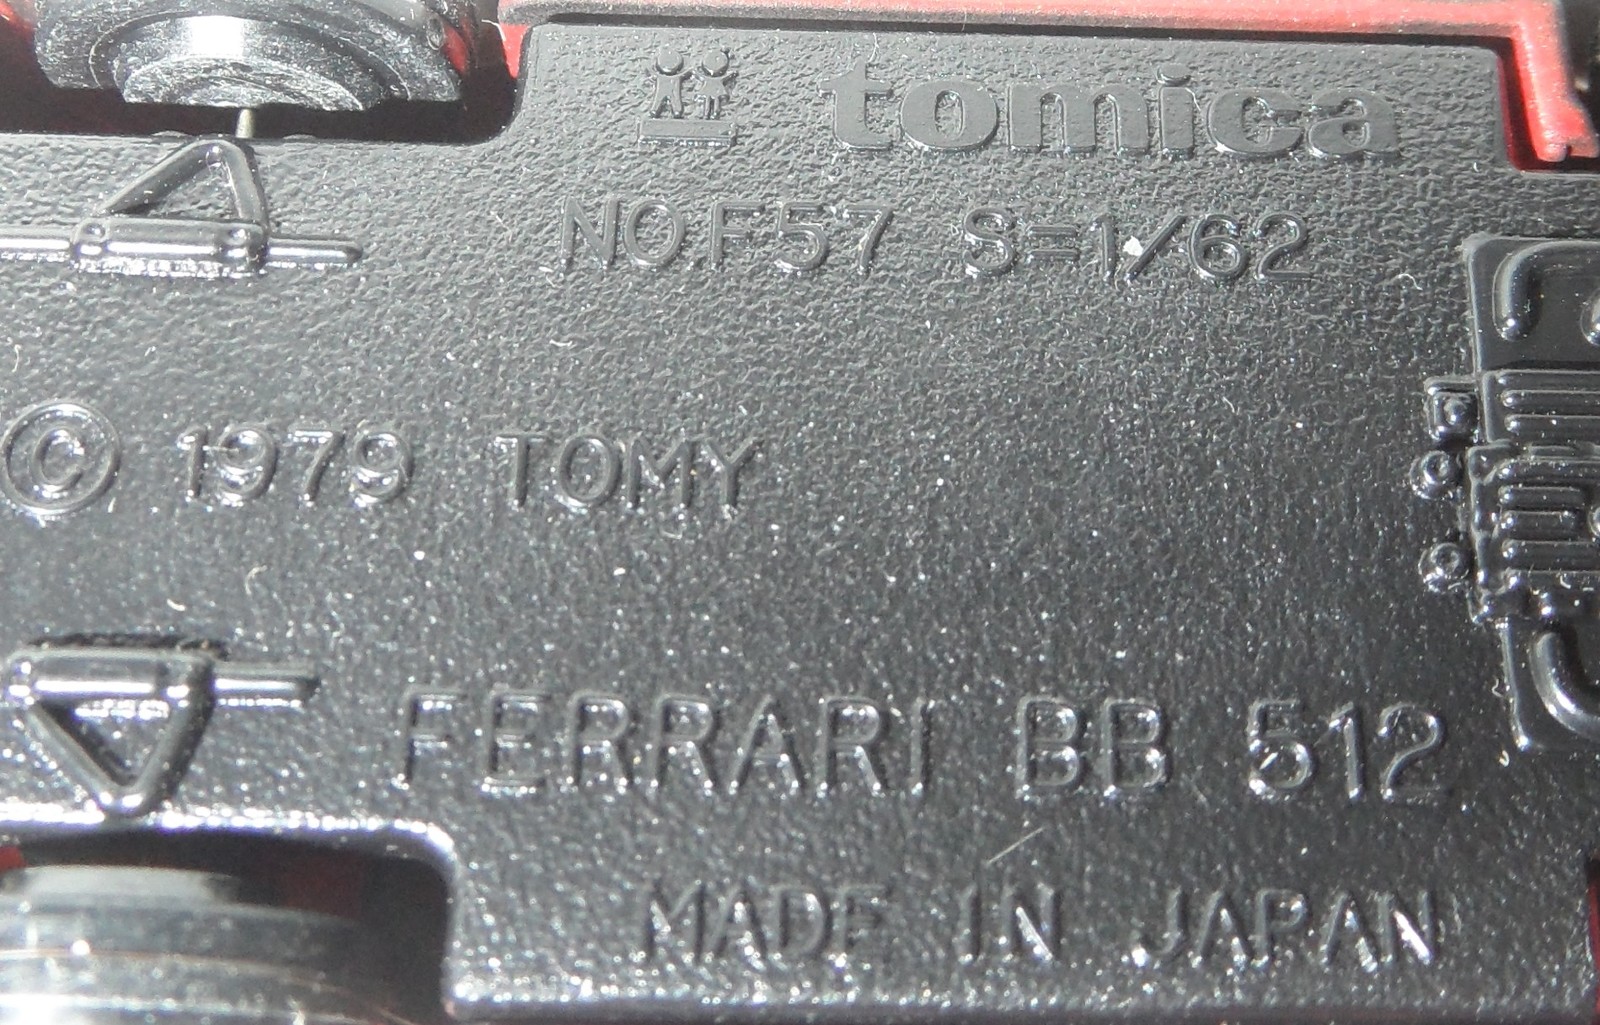 tomica
NO.F57 S=1/62
© 1979 TOMY
FERRARI BB 512
MADE IN JAPAN